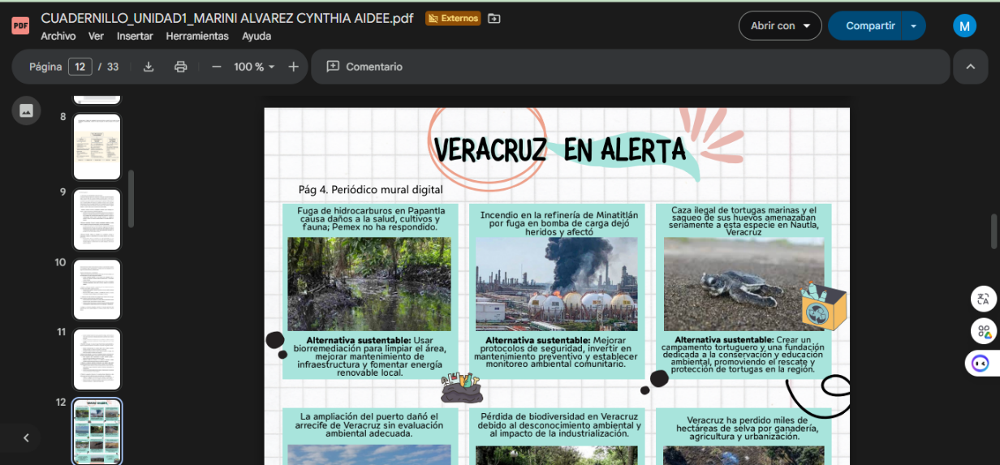 CUADERNILLO_UNIDAD1_MARINI ALVAREZ CYNTHIA AIDEE.pdf
Externos
PDF
Archivo Ver Insertar Herramientas Ayuda
Abrir con
Compartir
M
Página 12 / 33
100 %
Comentario
8
9
10
11
12
VERACRUZ EN ALERTA
Pág 4. Periódico mural digital
Fuga de hidrocarburos en Papantla
causa daños a la salud, cultivos y
fauna; Pemex no ha respondido.
Alternativa sustentable: Usar
biorremediación para limpiar el área,
mejorar mantenimiento de
infraestructura y fomentar energía
renovable local.
Incendio en la refinería de Minatitlán
por fuga en bomba de carga dejó
heridos y afectó
Alternativa sustentable: Mejorar
protocolos de seguridad, invertir en
mantenimiento preventivo y establecer
monitoreo ambiental comunitario.
Caza ilegal de tortugas marinas y el
saqueo de sus huevos amenazaban
seriamente a esta especie en Nautla,
Veracruz
Alternativa sustentable: Crear un
campamento tortuguero y una fundación
dedicada a la conservación y educación
ambiental, promoviendo el rescate y
protección de tortugas en la región.
La ampliación del puerto dañó el
arrecife de Veracruz sin evaluación
ambiental adecuada.
Pérdida de biodiversidad en Veracruz
debido al desconocimiento ambiental y
al impacto de la industrialización.
Veracruz ha perdido miles de
hectáreas de selva por ganadería,
agricultura y urbanización.